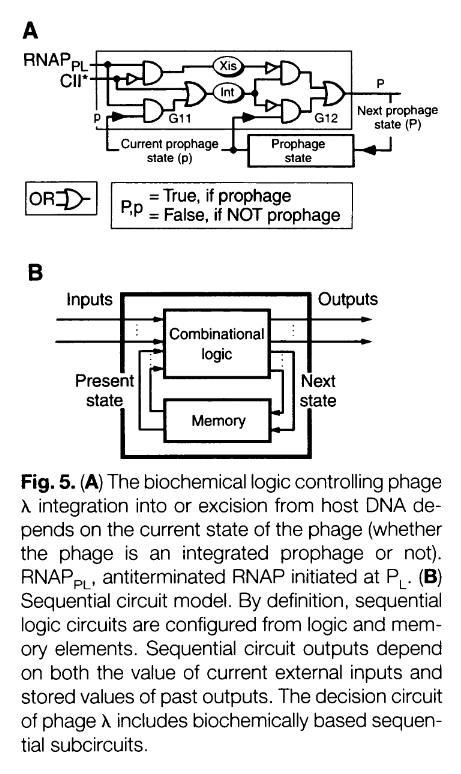 A
RNAP PL
CII*
Xis
Int
p
G11
G12
P
Next prophage
state (P)
Current prophage
state (p)
Prophage
state
OR
P,p = True, if prophage
= False, if NOT prophage
B
Inputs
Outputs
Combinational
logic
Present
state
Next
state
Memory
Fig. 5. (A) The biochemical logic controlling phage
λ integration into or excision from host DNA de-
pends on the current state of the phage (whether
the phage is an integrated prophage or not).
RNAP PL, antiterminated RNAP initiated at PL. (B)
Sequential circuit model. By definition, sequential
logic circuits are configured from logic and mem-
ory elements. Sequential circuit outputs depend
on both the value of current external inputs and
stored values of past outputs. The decision circuit
of phage λ includes biochemically based sequen-
tial subcircuits.